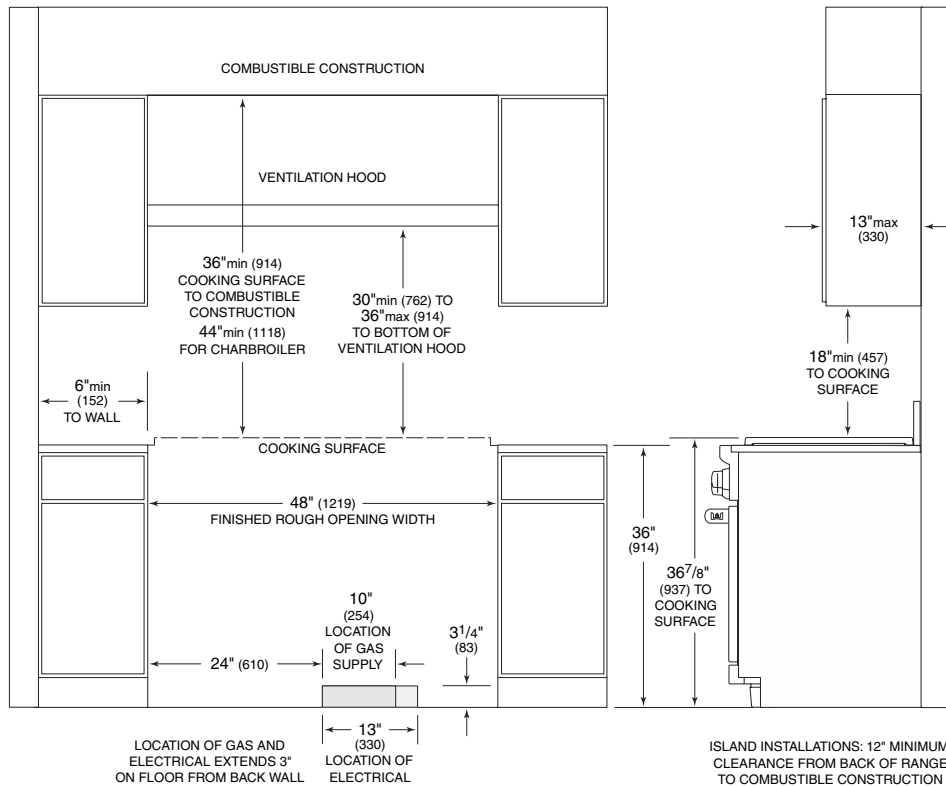 COMBUSTIBLE CONSTRUCTION
VENTILATION HOOD
36"min (914)
COOKING SURFACE
TO COMBUSTIBLE
CONSTRUCTION
44"min (1118)
FOR CHARBROILER
30"min (762) TO
36"max (914)
TO BOTTOM OF
VENTILATION HOOD
13"max
(330)
18"min (457)
TO COOKING
SURFACE
6"min
(152)
TO WALL
COOKING SURFACE
48" (1219)
FINISHED ROUGH OPENING WIDTH
36"
(914)
36 7/8"
(937) TO
COOKING
SURFACE
10"
(254)
LOCATION
OF GAS
SUPPLY
3 1/4"
(83)
24" (610)
13"
(330)
LOCATION OF
ELECTRICAL
LOCATION OF GAS AND
ELECTRICAL EXTENDS 3"
ON FLOOR FROM BACK WALL
ISLAND INSTALLATIONS: 12" MINIMUM
CLEARANCE FROM BACK OF RANGE
TO COMBUSTIBLE CONSTRUCTION